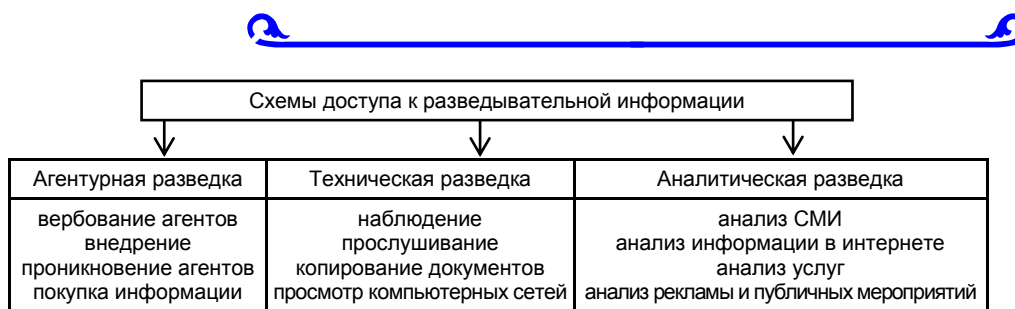 Схемы доступа к разведывательной информации
Агентурная разведка
вербование агентов
внедрение
проникновение агентов
покупка информации
Техническая разведка
наблюдение
прослушивание
копирование документов
просмотр компьютерных сетей
Аналитическая разведка
анализ СМИ
анализ информации в интернете
анализ услуг
анализ рекламы и публичных мероприятий